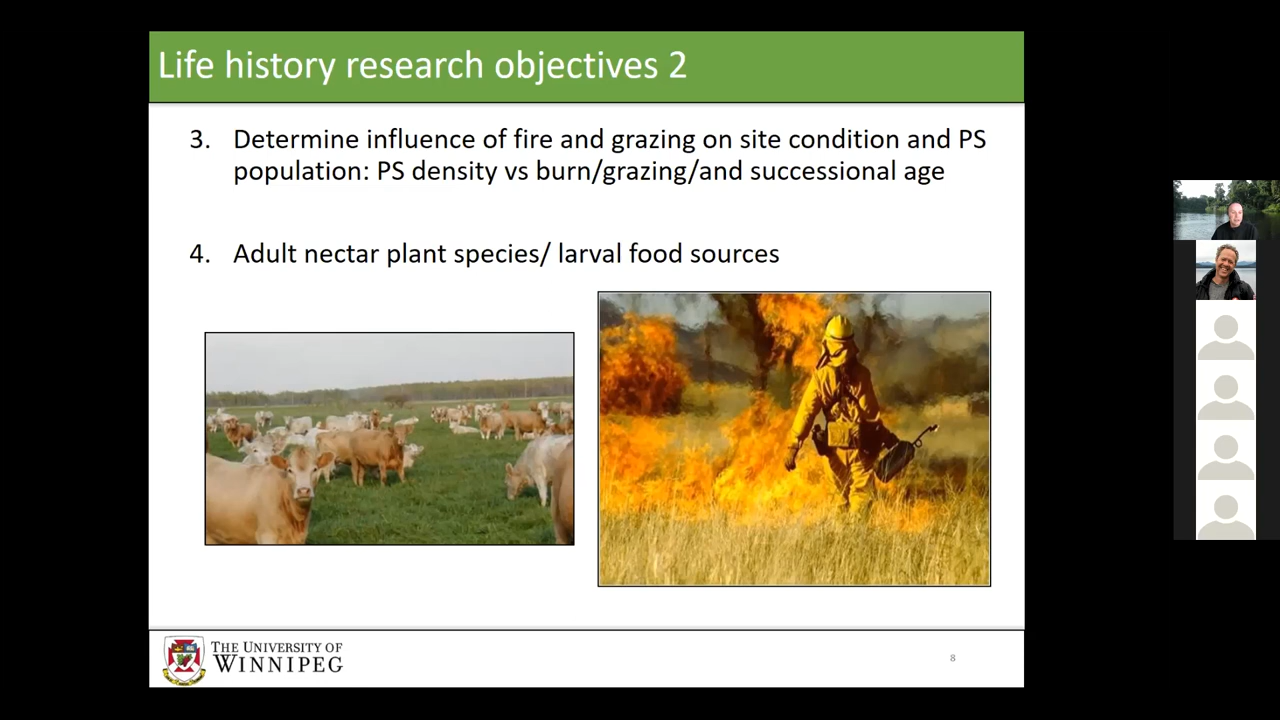 Life history research objectives 2
3. Determine influence of fire and grazing on site condition and PS
population: PS density vs burn/grazing/and successional age
4. Adult nectar plant species/ larval food sources
THE UNIVERSITY OF
WINNIPEG
8